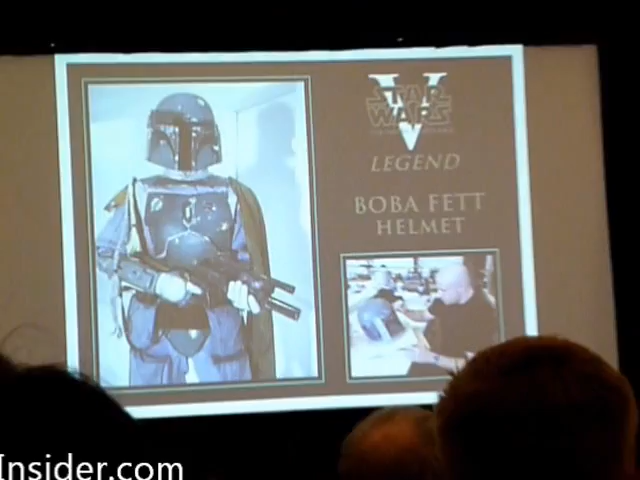 STAR
WARS
V
LEGEND
BOBA FETT
HELMET
Insider.com